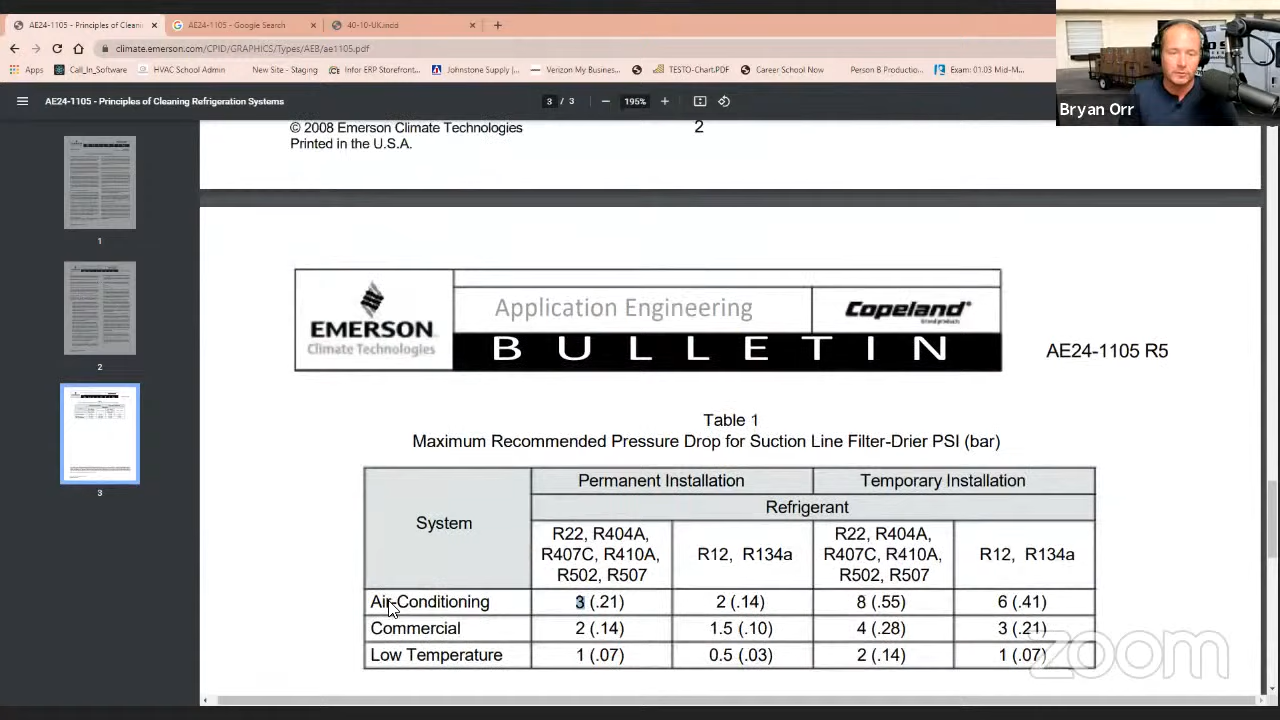 AE24-1105 - Principles of Cleanin
AE24-1105 - Google Search
40-10-UK.indd
climate.emerson.com/CPID/GRAPHICS/Types/AEB/ae1105.pdf
Apps
Call_In_Software
HVAC School Admin
New Site - Staging
Infor ERP Storefront...
Johnstone Supply |...
Verizon My Business...
TESTO-Chart.PDF
Career School Now
Person B Productio...
Exam: 01.03 Mid-M...
Bryan Orr
AE24-1105 - Principles of Cleaning Refrigeration Systems
3 / 3
195%
1
2
3
© 2008 Emerson Climate Technologies
Printed in the U.S.A.
2
EMERSON
Climate Technologies
Application Engineering
Copeland
brand products
BULLETIN
AE24-1105 R5
Table 1
Maximum Recommended Pressure Drop for Suction Line Filter-Drier PSI (bar)
System
Permanent Installation
Temporary Installation
Refrigerant
R22, R404A,
R407C, R410A,
R502, R507
R12, R134a
R22, R404A,
R407C, R410A,
R502, R507
R12, R134a
Air-Conditioning 3 (.21) 2 (.14) 8 (.55) 6 (.41)
Commercial 2 (.14) 1.5 (.10) 4 (.28) 3 (.21)
Low Temperature 1 (.07) 0.5 (.03) 2 (.14) 1 (.07)
zoom